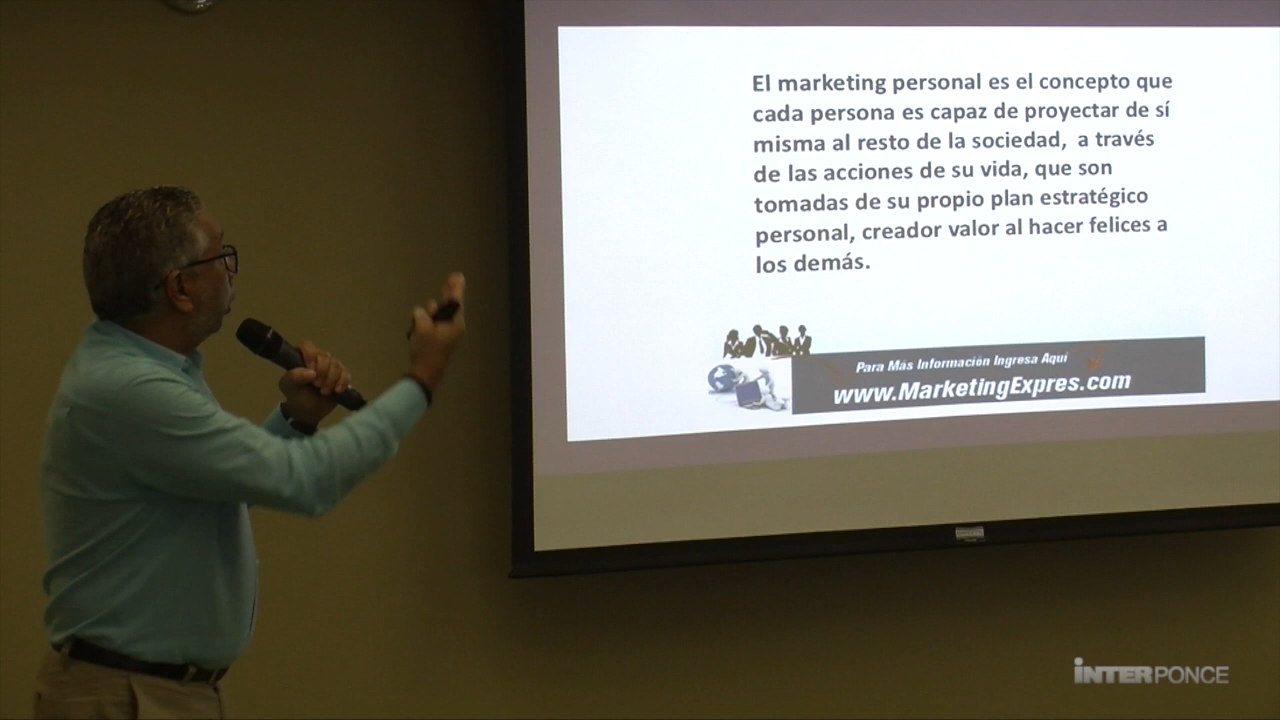 El marketing personal es el concepto que
cada persona es capaz de proyectar de sí
misma al resto de la sociedad, a través
de las acciones de su vida, que son
tomadas de su propio plan estratégico
personal, creador valor al hacer felices a
los demás.
Para Más Información Ingresa Aquí
www.MarketingExpres.com
iNTERPONCE